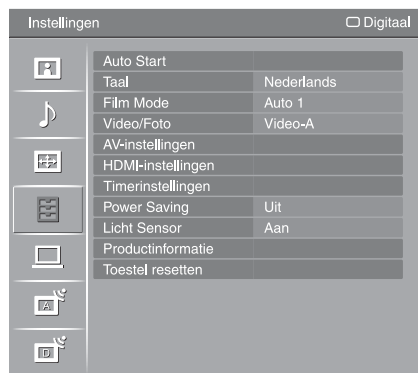 Instellingen Digitaal
Auto Start
Taal Nederlands
Film Mode Auto 1
Video/Foto Video-A
AV-instellingen
HDMI-instellingen
Timerinstellingen
Power Saving Uit
Licht Sensor Aan
Productinformatie
Toestel resetten
A
D